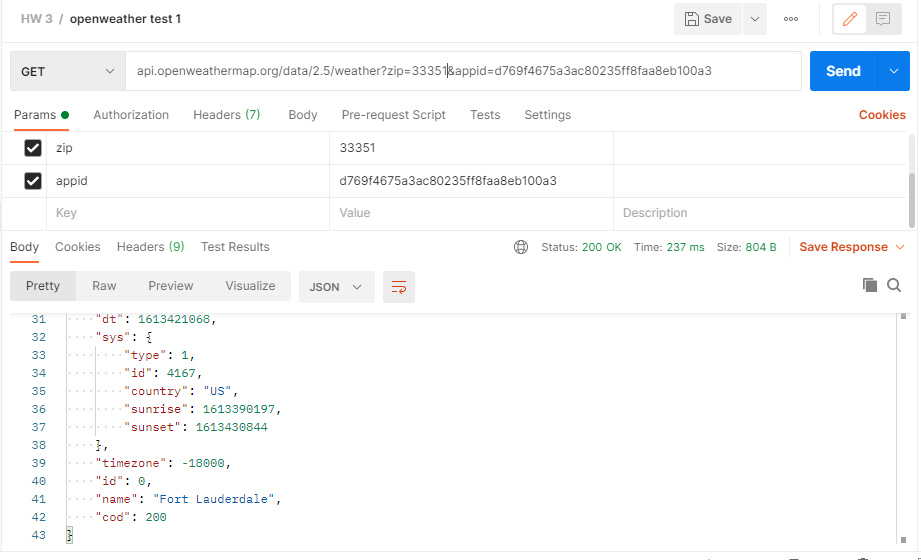 HW 3 / openweather test 1
Save
GET
api.openweathermap.org/data/2.5/weather?zip=33351&appid=d769f4675a3ac80235ff8faa8eb100a3
Send
Params Authorization Headers (7) Body Pre-request Script Tests Settings Cookies
zip 33351
appid d769f4675a3ac80235ff8faa8eb100a3
Key Value Description
Body Cookies Headers (9) Test Results Status: 200 OK Time: 237 ms Size: 804 B Save Response
Pretty Raw Preview Visualize JSON
31 "dt": 1613421068,
32 "sys": {
33 "type": 1,
34 "id": 4167,
35 "country": "US",
36 "sunrise": 1613390197,
37 "sunset": 1613430844
38 },
39 "timezone": -18000,
40 "id": 0,
41 "name": "Fort Lauderdale",
42 "cod": 200
43 }